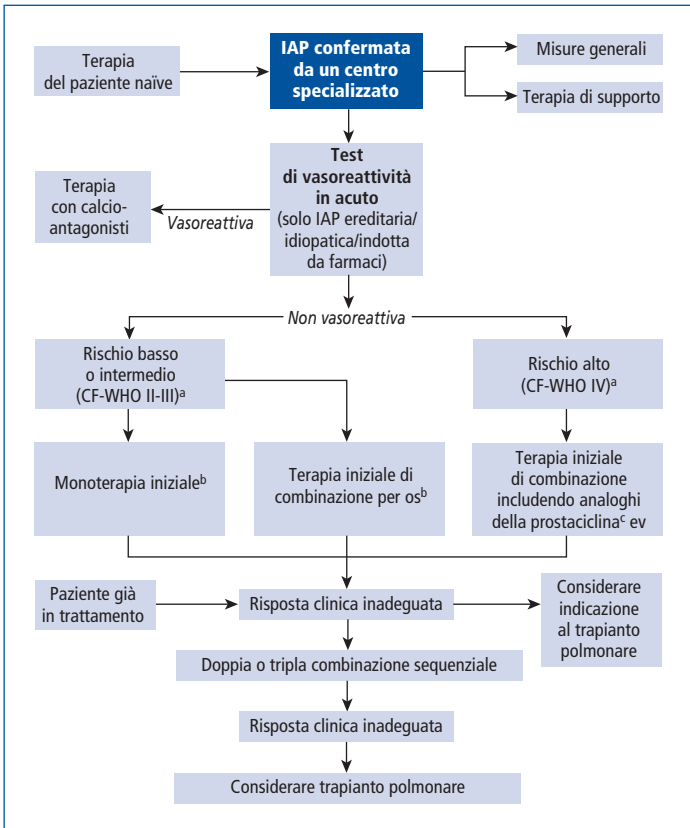 Terapia
del paziente naïve
IAP confermata
da un centro
specializzato
Misure generali
Terapia di supporto
Terapia
con calcio-
antagonisti
Vasoreattiva
Test
di vasoreattività
in acuto
(solo IAP ereditaria/
idiopatica/indotta
da farmaci)
Non vasoreattiva
Rischio basso
o intermedio
(CF-WHO II-III)a
Rischio alto
(CF-WHO IV)a
Monoterapia inizialeb
Terapia iniziale di
combinazione per osb
Terapia iniziale
di combinazione
includendo analoghi
della prostaciclinac ev
Paziente già
in trattamento
Risposta clinica inadeguata
Considerare
indicazione
al trapianto
polmonare
Doppia o tripla combinazione sequenziale
Risposta clinica inadeguata
Considerare trapianto polmonare